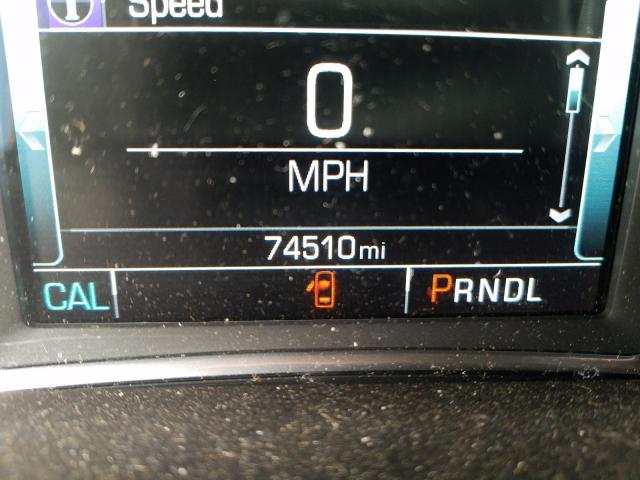 Speed
0
MPH
74510mi
CAL PRNDL